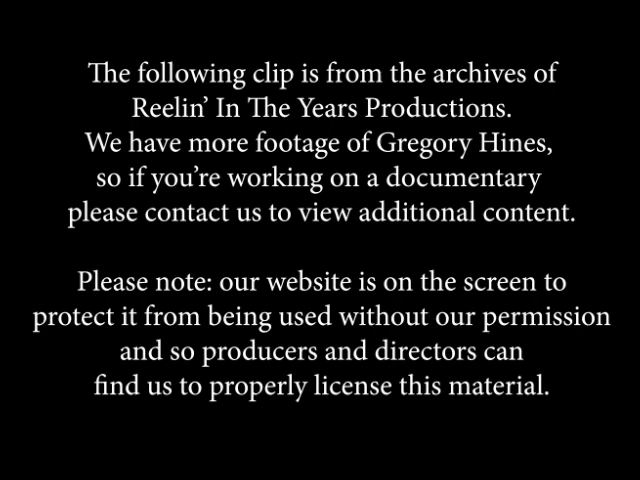 The following clip is from the archives of
Reelin’ In The Years Productions.
We have more footage of Gregory Hines,
so if you’re working on a documentary
please contact us to view additional content.
Please note: our website is on the screen to
protect it from being used without our permission
and so producers and directors can
find us to properly license this material.